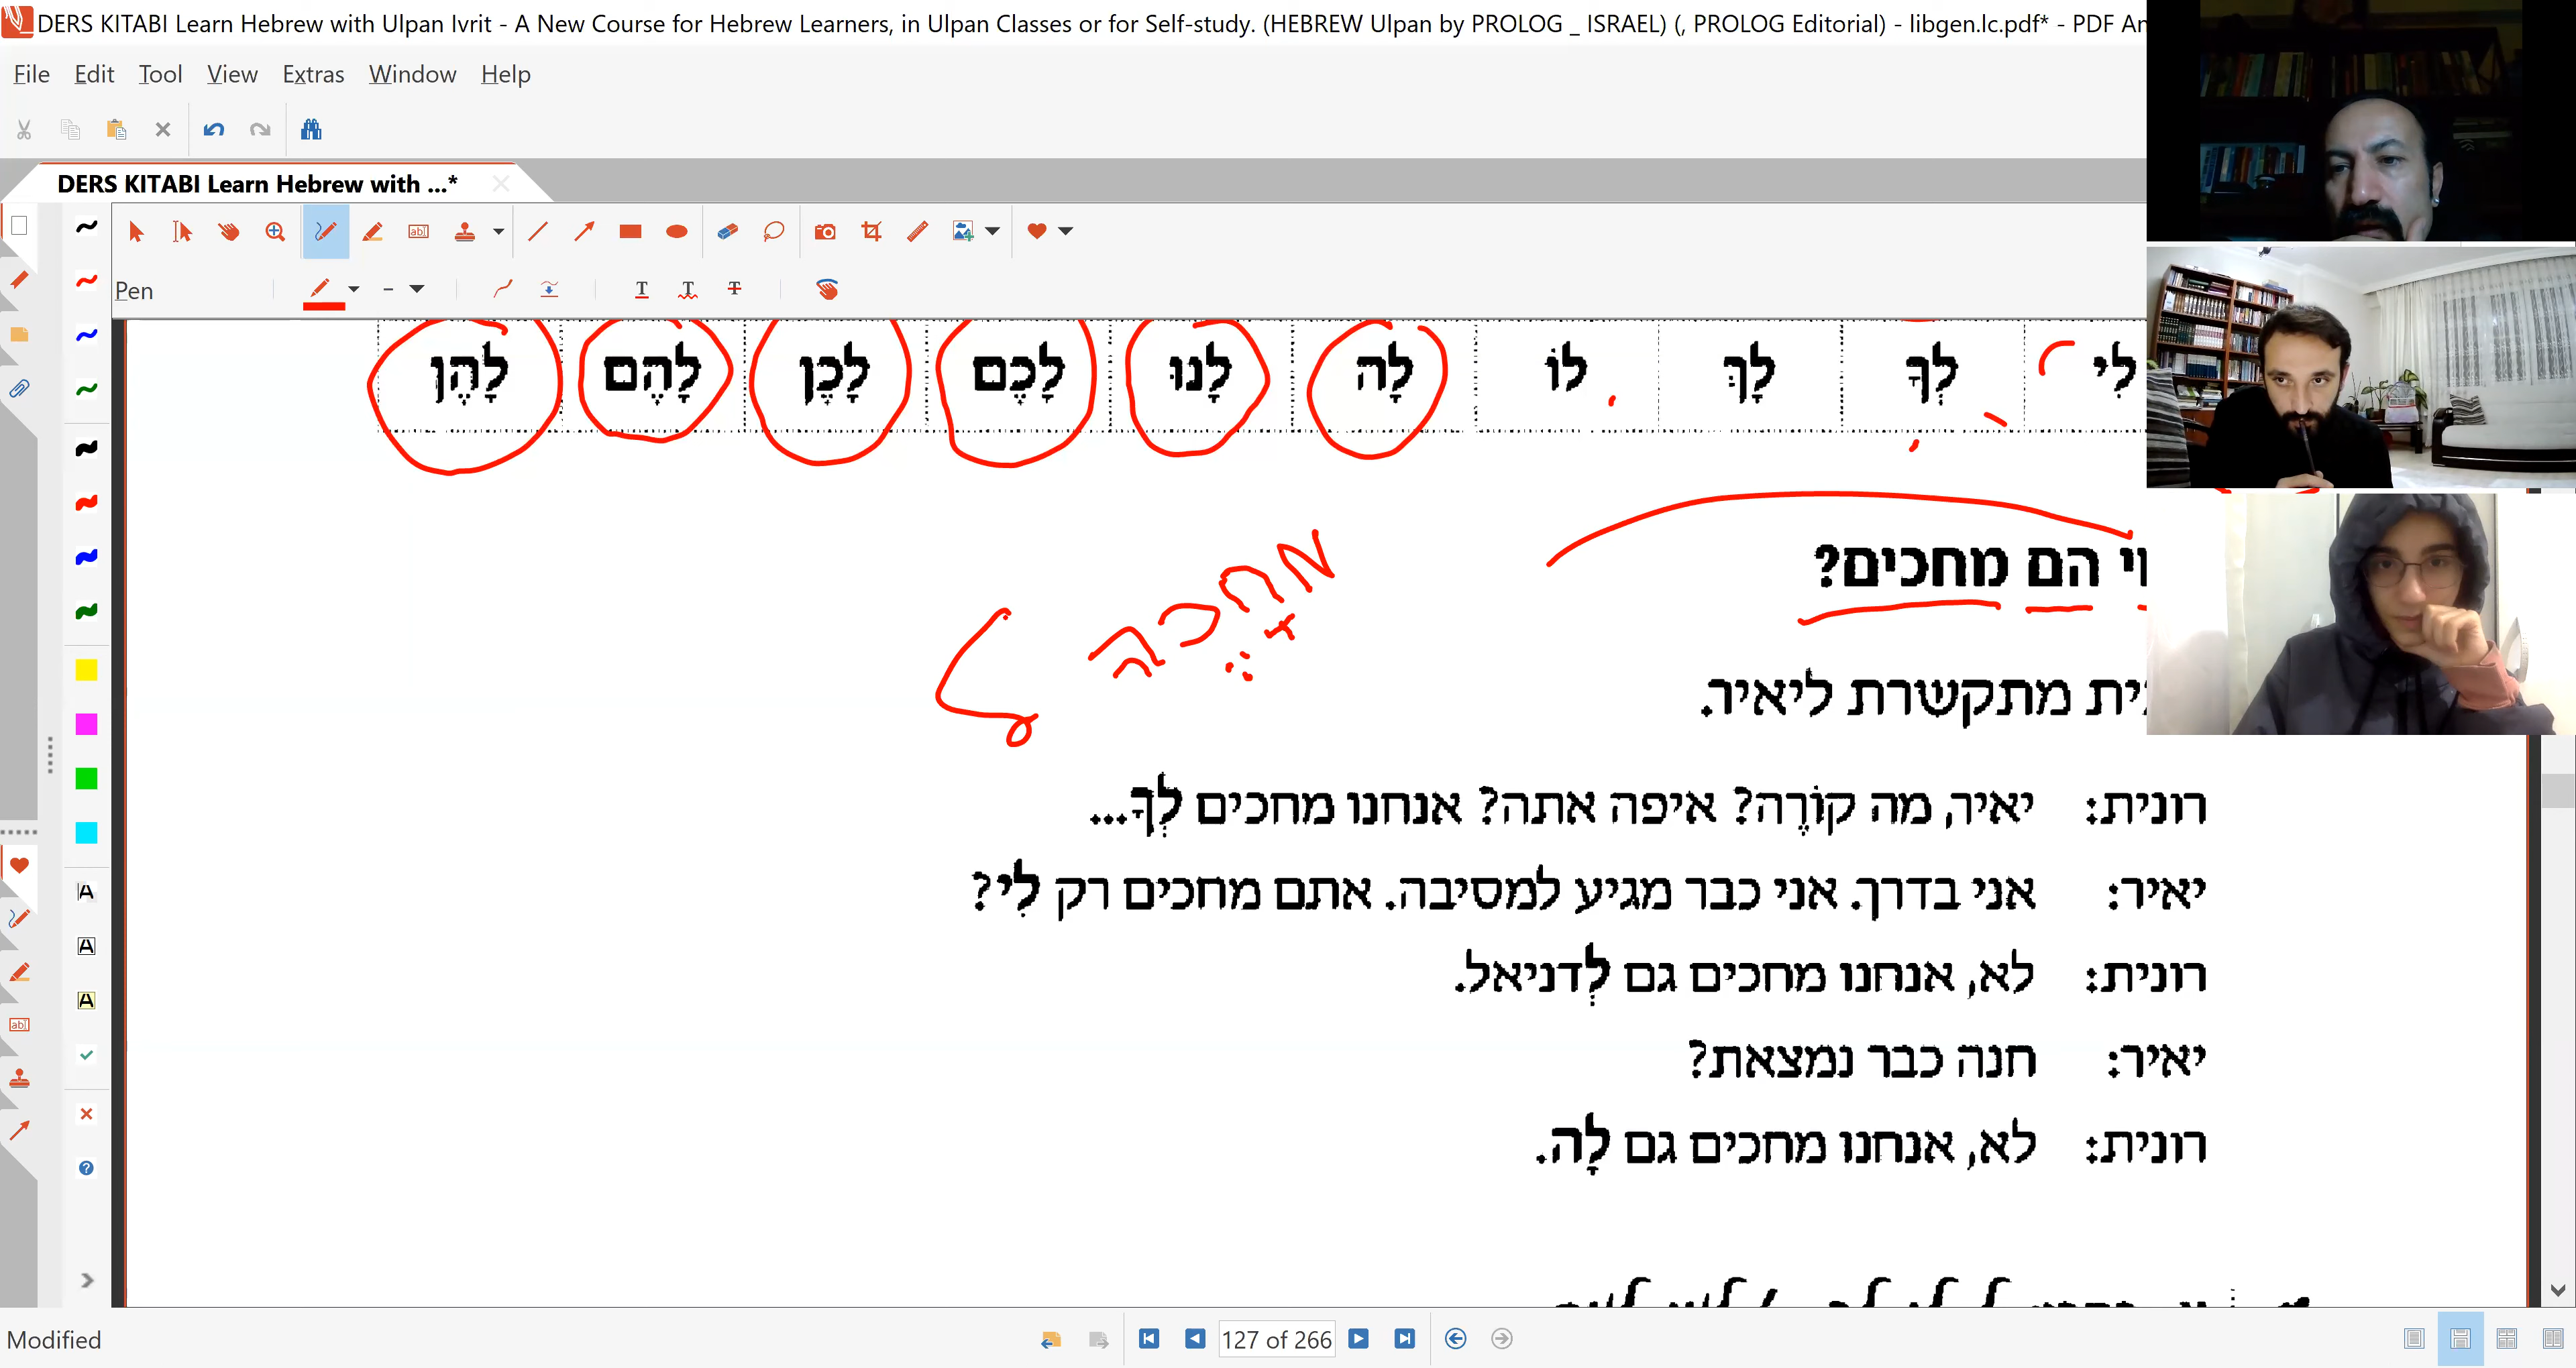 DERS KITABI Learn Hebrew with Ulpan Ivrit - A New Course for Hebrew Learners, in Ulpan Classes or for Self-study. (HEBREW Ulpan by PROLOG _ ISRAEL) (, PROLOG Editorial) - libgen.lc.pdf* - PDF An
File Edit Tool View Extras Window Help
DERS KITABI Learn Hebrew with ...*
Pen
לִי לְךָ לָךְ לוֹ לָהּ לָנוּ לָכֶם לָכֶן לָהֶם לָהֶן
הם מחכים?
מחכה ל
מתקשרת ליאיר.
רונית: יאיר, מה קוֹרֶה? איפה אתה? אנחנו מחכים לְךָ...
יאיר: אני בדרך. אני כבר מגיע למסיבה. אתם מחכים רק לִי?
רונית: לא, אנחנו מחכים גם לְדניאל.
יאיר: חנה כבר נמצאת?
רונית: לא, אנחנו מחכים גם לָהּ.
Modified
127 of 266